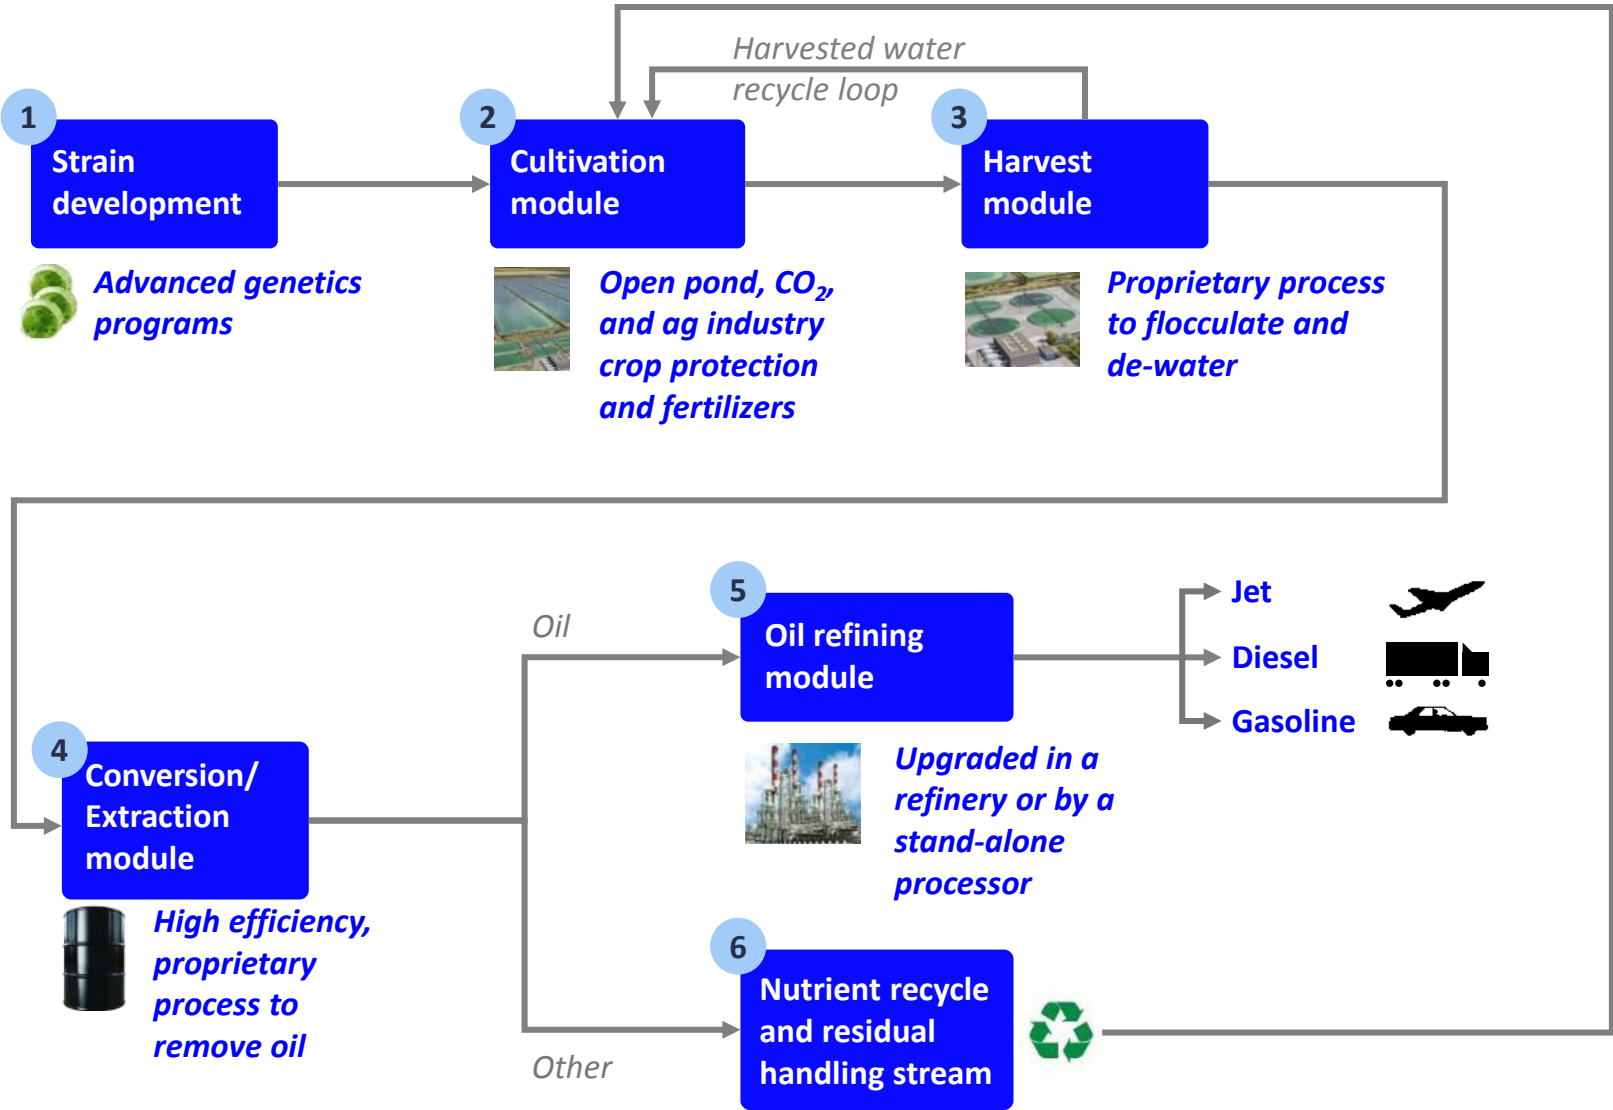 Harvested water
recycle loop
1
Strain
development
Advanced genetics
programs
2
Cultivation
module
Open pond, CO₂,
and ag industry
crop protection
and fertilizers
3
Harvest
module
Proprietary process
to flocculate and
de-water
4
Conversion/
Extraction
module
High efficiency,
proprietary
process to
remove oil
Oil
5
Oil refining
module
Upgraded in a
refinery or by a
stand-alone
processor
Jet
Diesel
Gasoline
Other
6
Nutrient recycle
and residual
handling stream